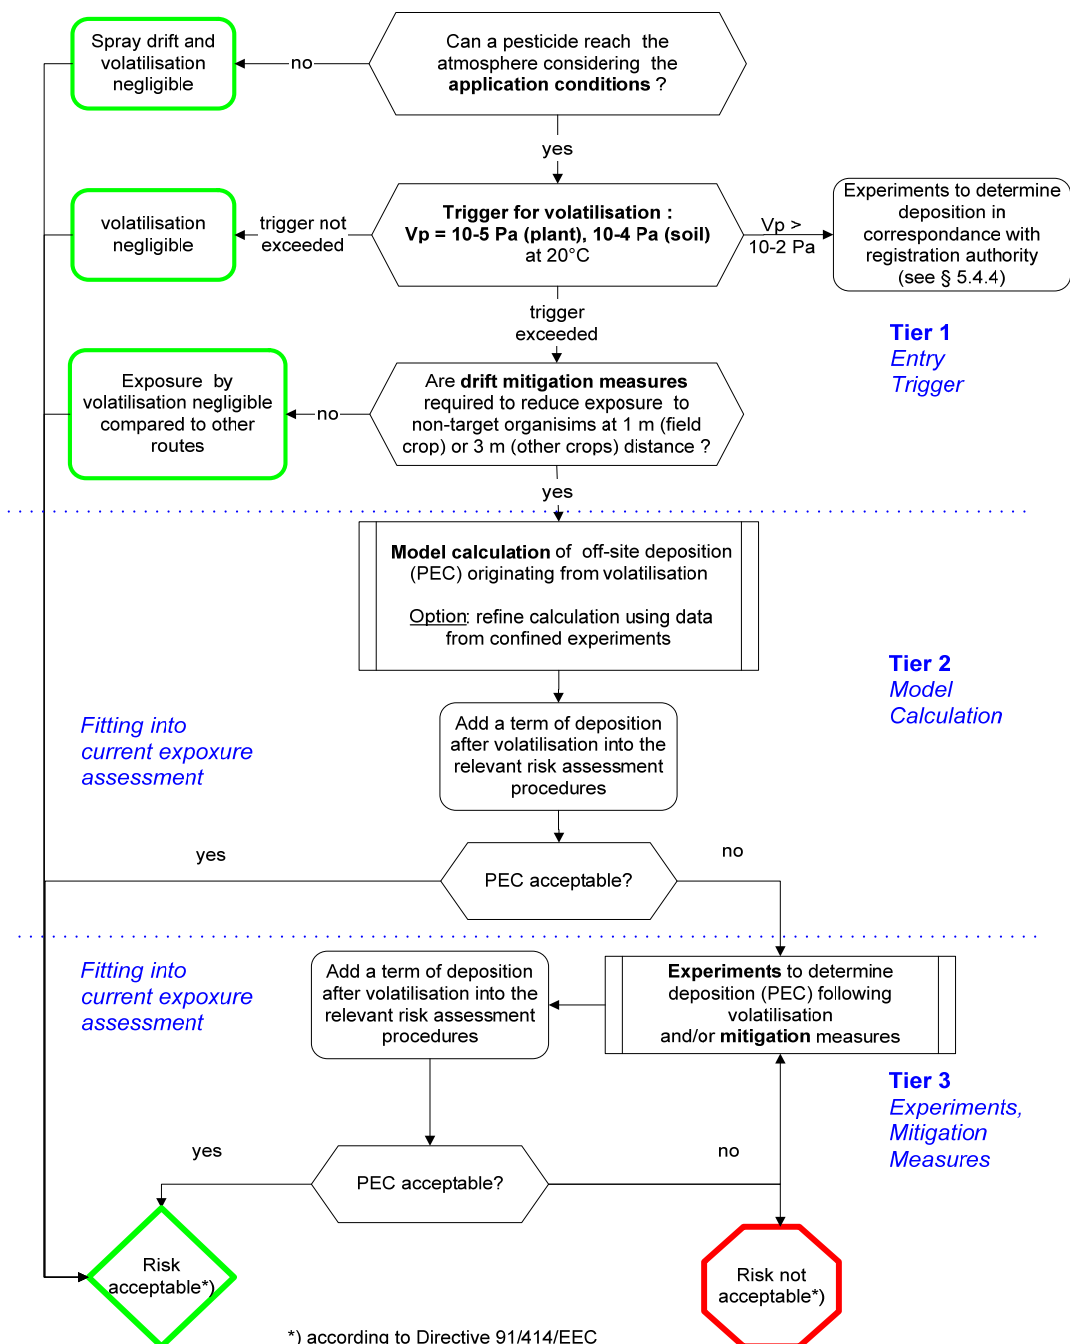 Spray drift and
volatilisation
negligible
no
Can a pesticide reach the
atmosphere considering the
application conditions ?
yes
volatilisation
negligible
trigger not
exceeded
Trigger for volatilisation :
Vp = 10-5 Pa (plant), 10-4 Pa (soil)
at 20°C
Vp >
10-2 Pa
Experiments to determine
deposition in
correspondance with
registration authority
(see § 5.4.4)
trigger
exceeded
Tier 1
Entry
Trigger
Exposure by
volatilisation negligible
compared to other
routes
no
Are drift mitigation measures
required to reduce exposure to
non-target organisims at 1 m (field
crop) or 3 m (other crops) distance ?
yes
Model calculation of off-site deposition
(PEC) originating from volatilisation
Option: refine calculation using data
from confined experiments
Tier 2
Model
Calculation
Fitting into
current expoxure
assessment
Add a term of deposition
after volatilisation into the
relevant risk assessment
procedures
yes
no
PEC acceptable?
Fitting into
current expoxure
assessment
Add a term of deposition
after volatilisation into the
relevant risk assessment
procedures
Experiments to determine
deposition (PEC) following
volatilisation
and/or mitigation measures
Tier 3
Experiments,
Mitigation
Measures
yes
no
PEC acceptable?
Risk
acceptable*)
Risk not
acceptable*)
*) according to Directive 91/414/EEC